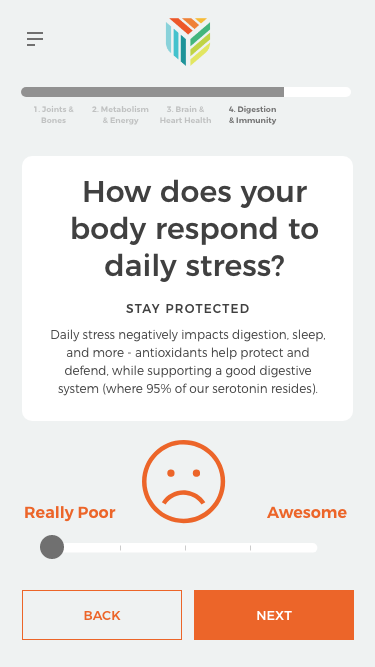 1. Joints & Bones
2. Metabolism & Energy
3. Brain & Heart Health
4. Digestion & Immunity
How does your
body respond to
daily stress?
STAY PROTECTED
Daily stress negatively impacts digestion, sleep,
and more - antioxidants help protect and
defend, while supporting a good digestive
system (where 95% of our serotonin resides).
Really Poor
Awesome
BACK
NEXT